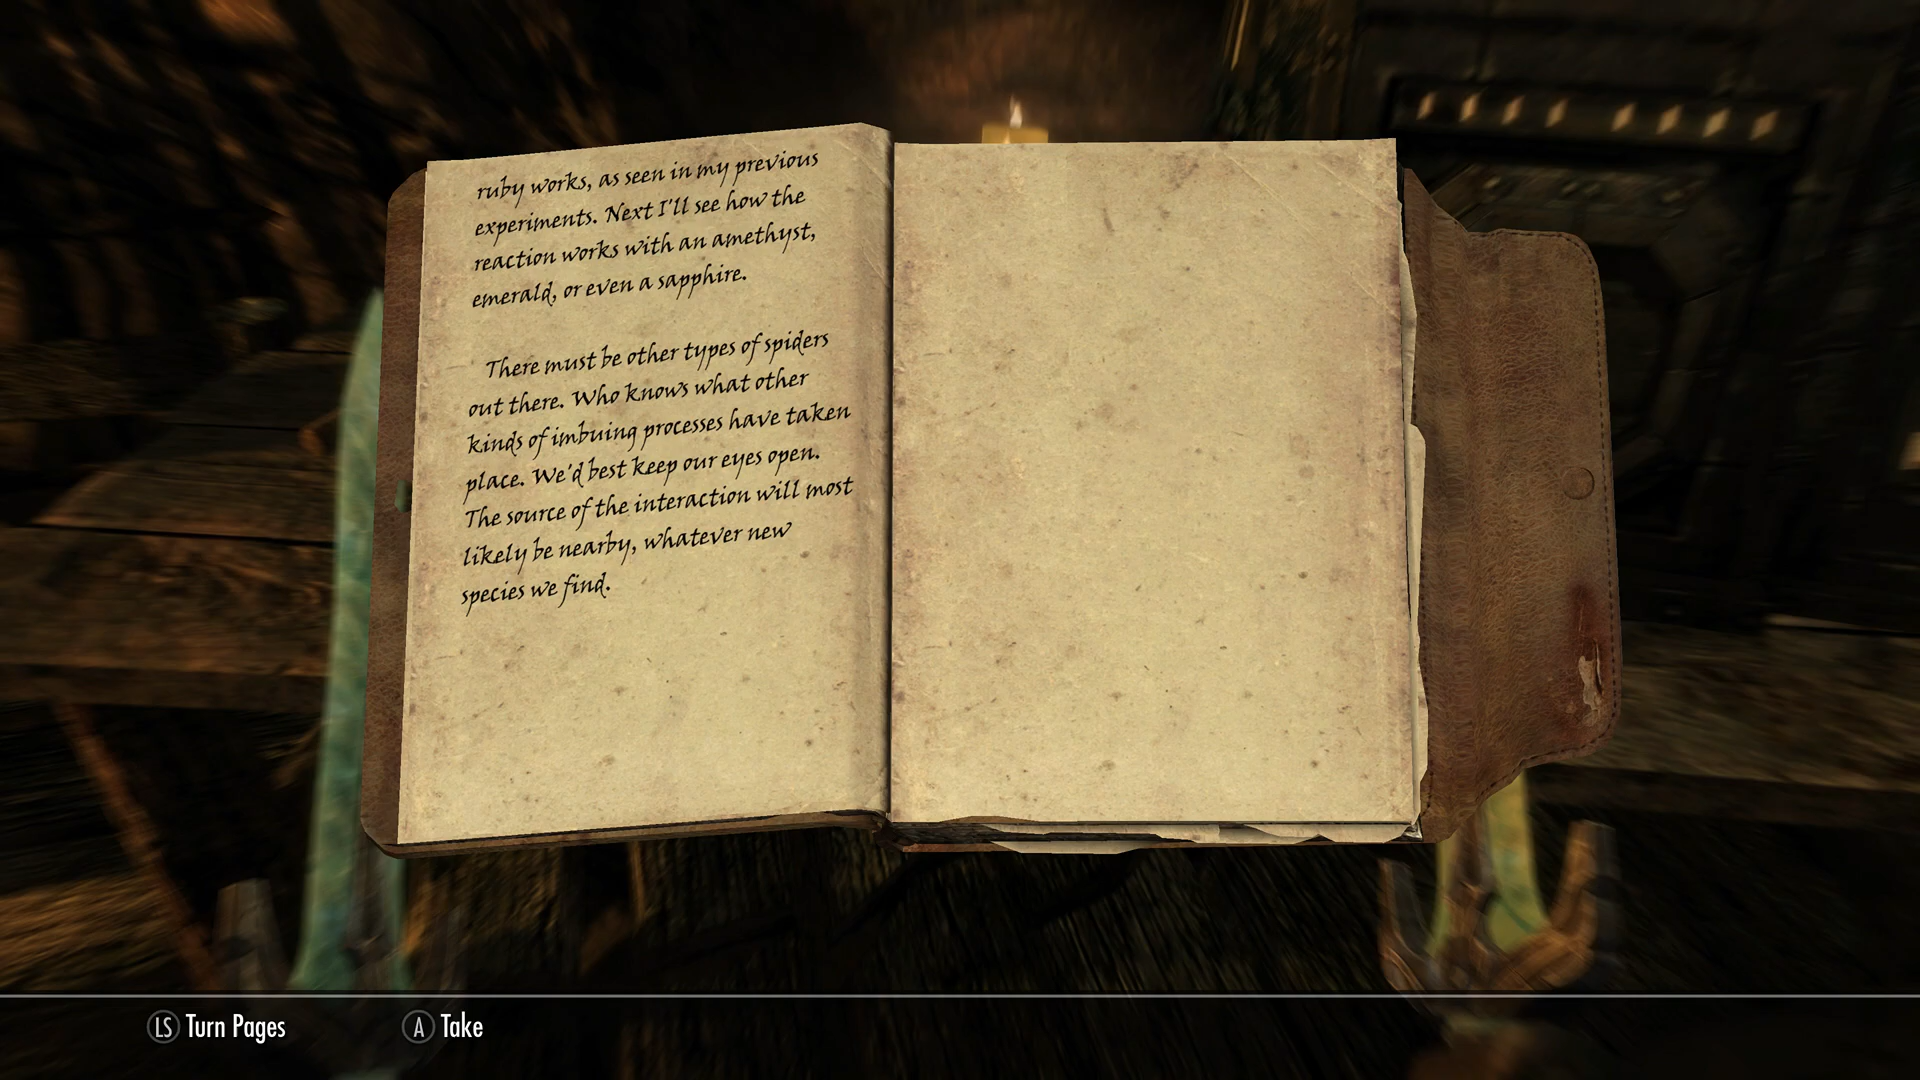 ruby works, as seen in my previous
experiments. Next I'll see how the
reaction works with an amethyst,
emerald, or even a sapphire.
There must be other types of spiders
out there. Who knows what other
kinds of imbuing processes have taken
place. We'd best keep our eyes open.
The source of the interaction will most
likely be nearby, whatever new
species we find.
LS Turn Pages
A Take